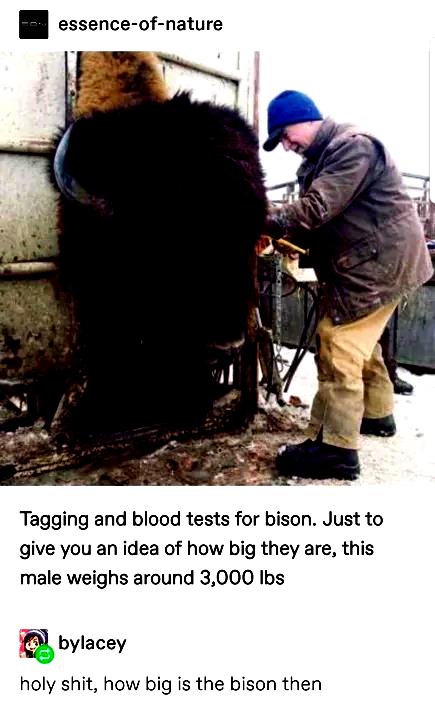 essence-of-nature
Tagging and blood tests for bison. Just to
give you an idea of how big they are, this
male weighs around 3,000 lbs
bylacey
holy shit, how big is the bison then